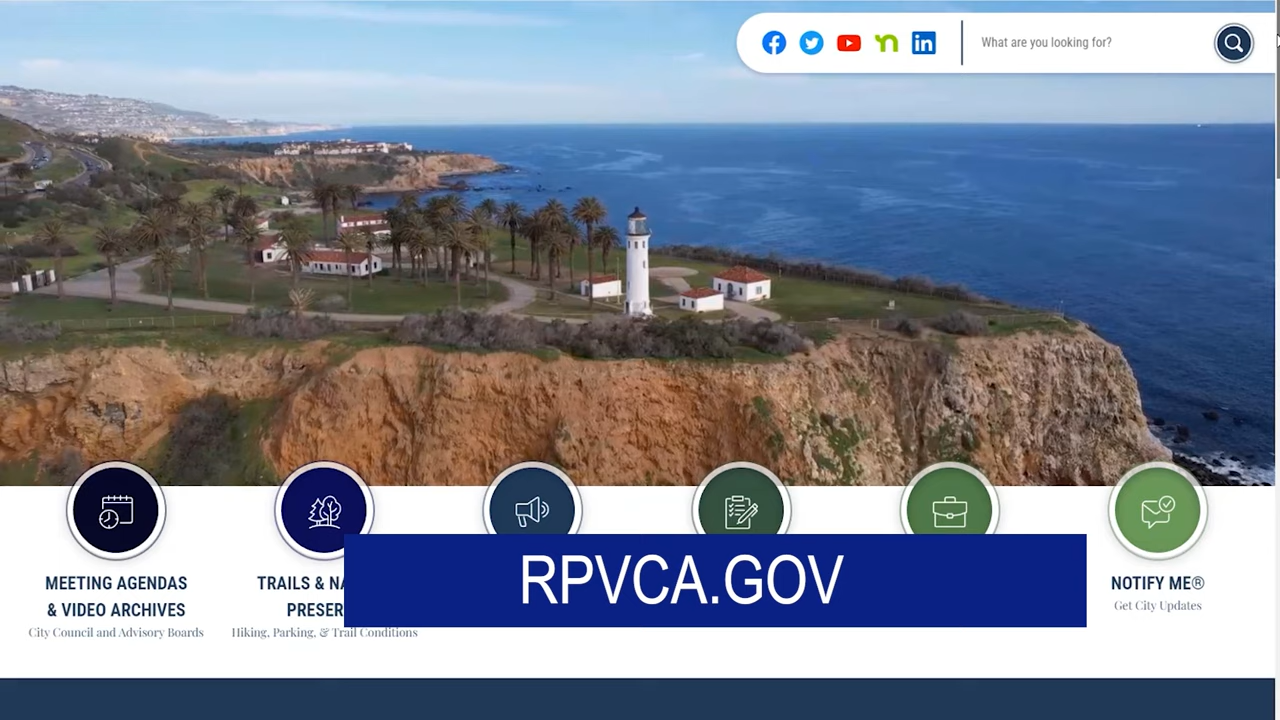 What are you looking for?
MEETING AGENDAS
& VIDEO ARCHIVES
City Council and Advisory Boards
TRAILS & NA
PRESER
Hiking, Parking, & Trail Conditions
RPVCA.GOV
NOTIFY ME®
Get City Updates